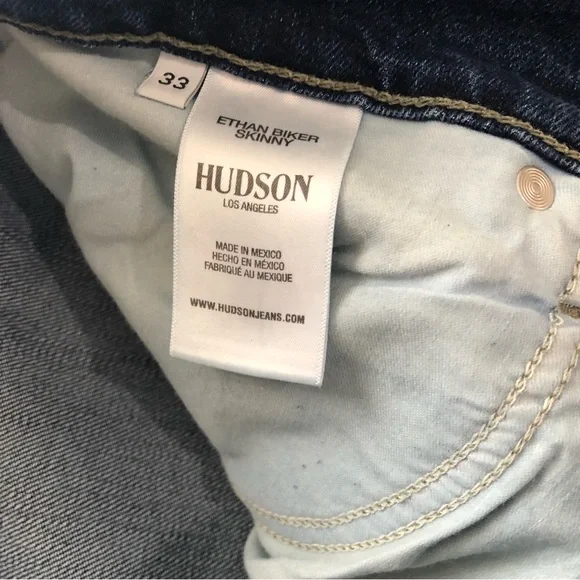 33
ETHAN BIKER
SKINNY
HUDSON
LOS ANGELES
MADE IN MEXICO
HECHO EN MÉXICO
FABRIQUÉ AU MEXIQUE
WWW.HUDSONJEANS.COM